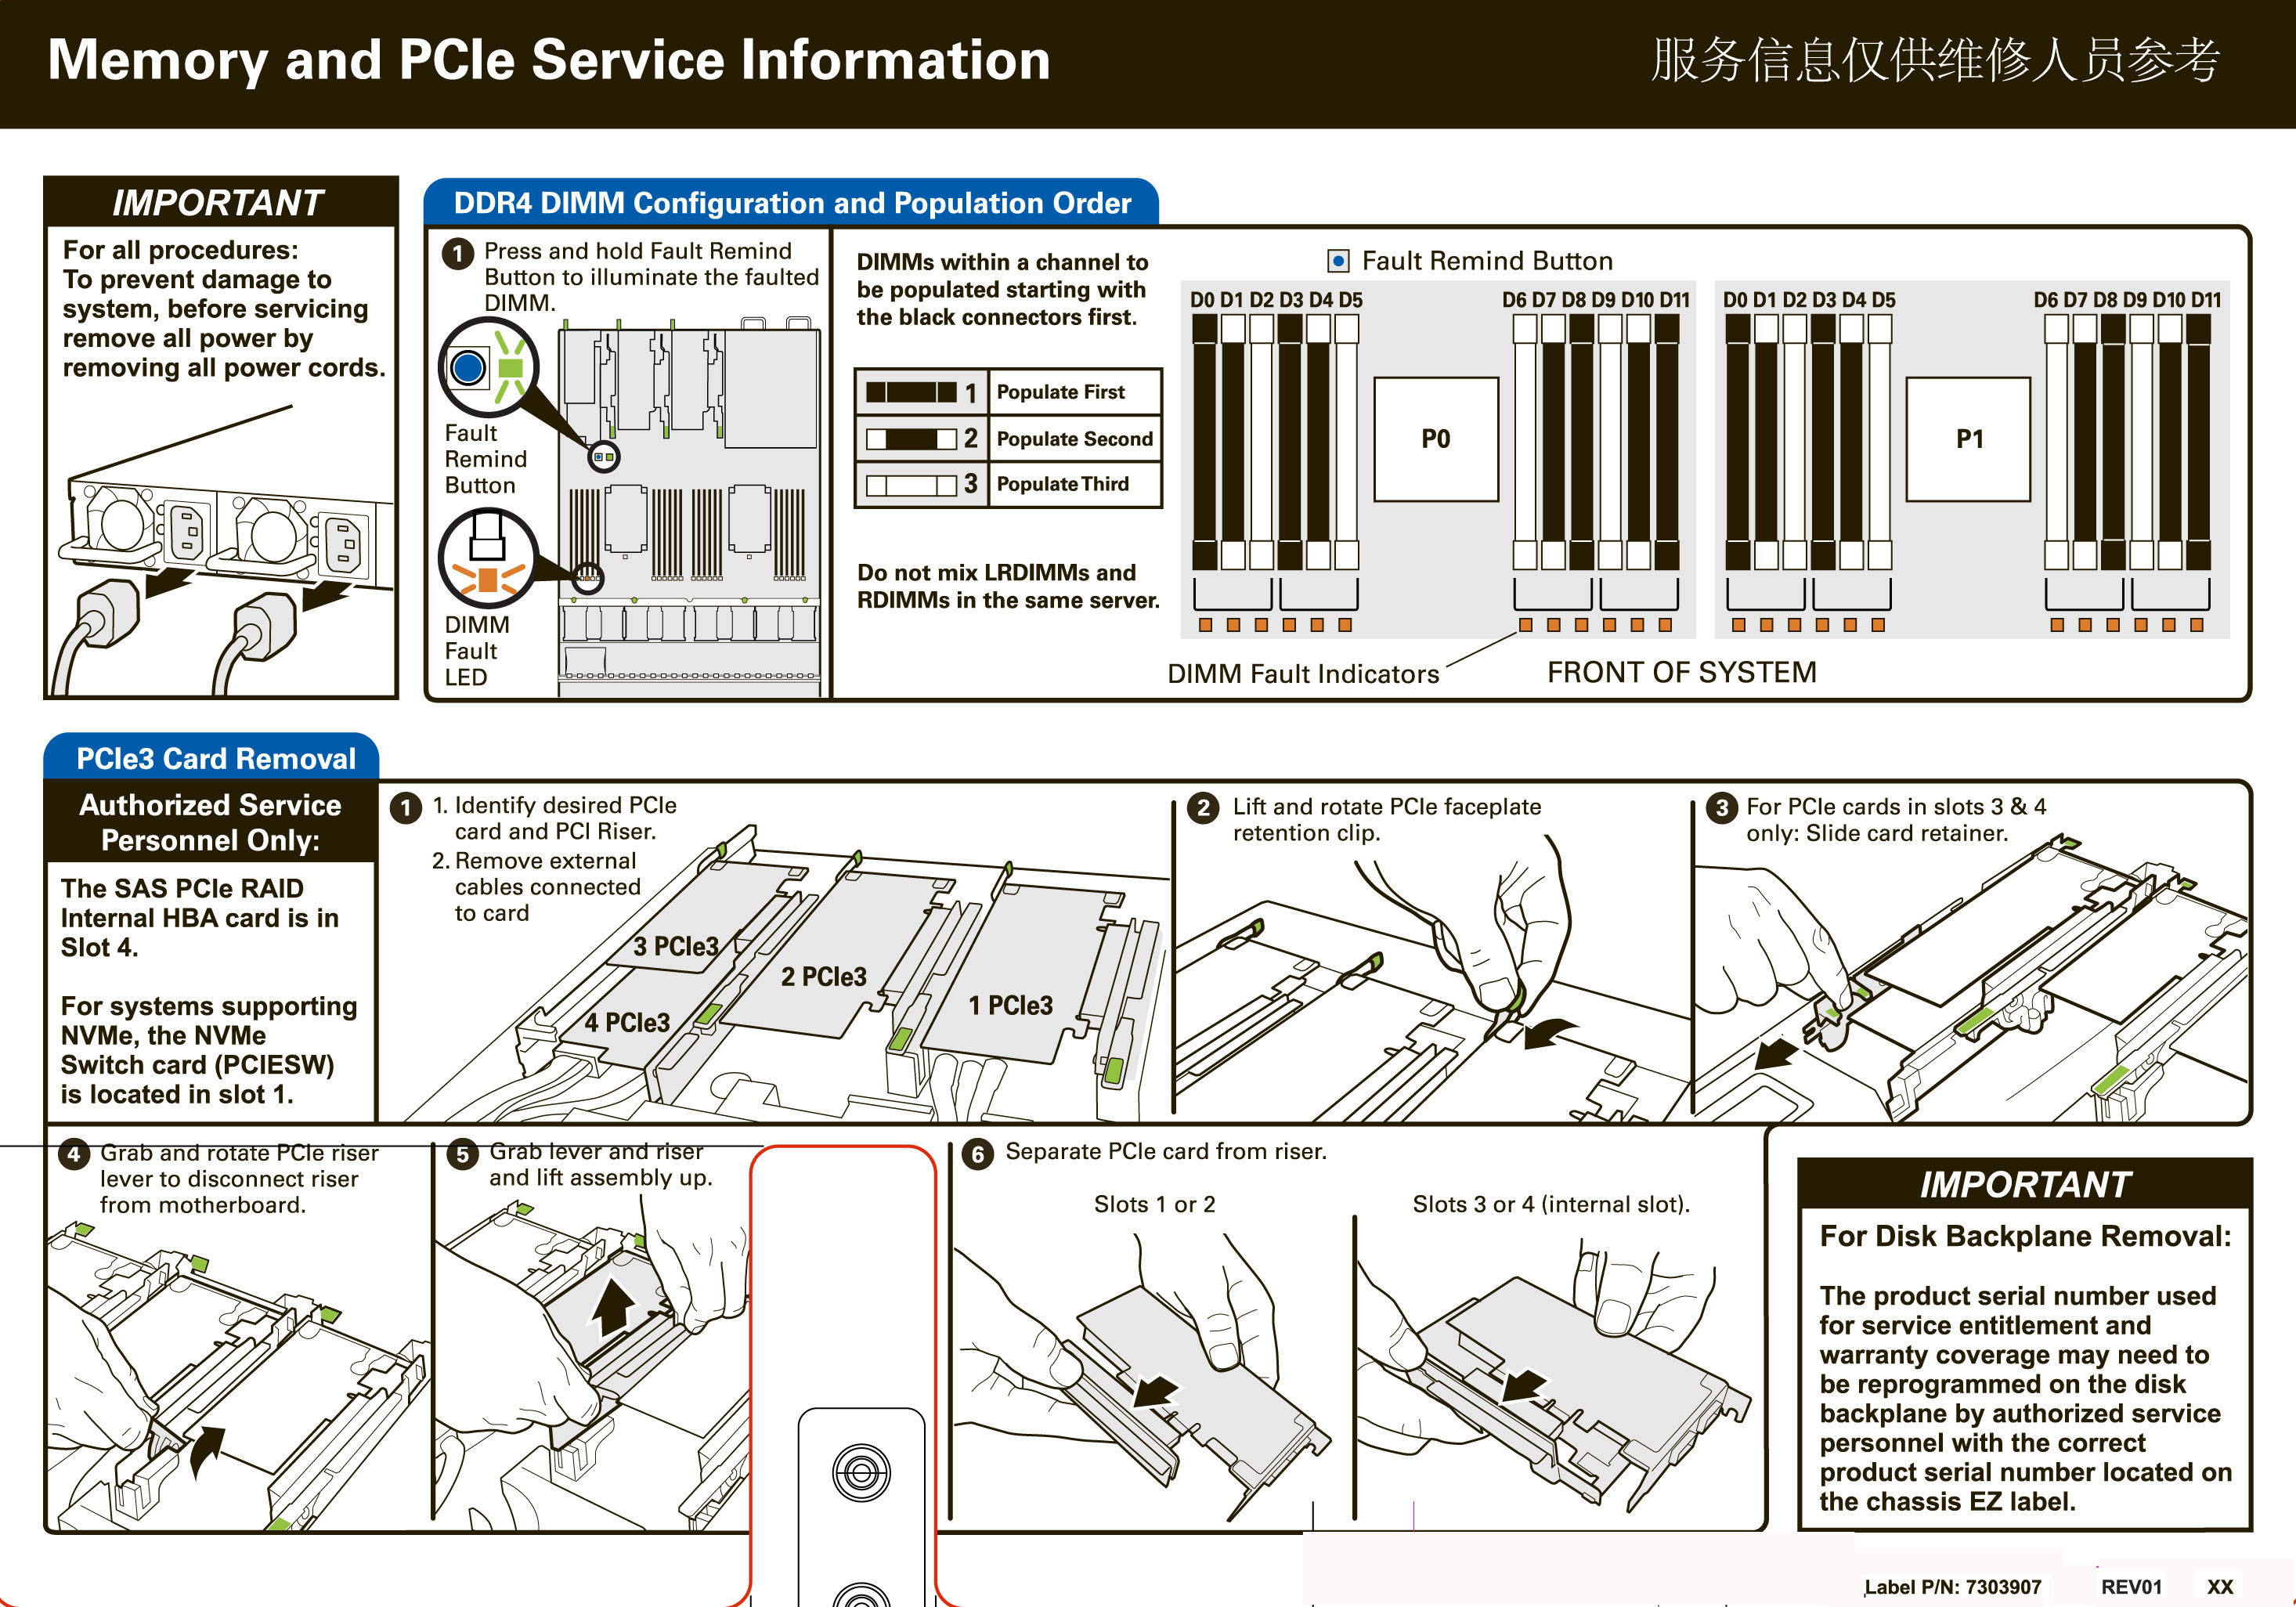 Memory and PCIe Service Information
服务信息仅供维修人员参考
IMPORTANT
For all procedures:
To prevent damage to
system, before servicing
remove all power by
removing all power cords.
DDR4 DIMM Configuration and Population Order
1 Press and hold Fault Remind
Button to illuminate the faulted
DIMM.
Fault
Remind
Button
DIMM
Fault
LED
DIMMs within a channel to
be populated starting with
the black connectors first.
1 Populate First
2 Populate Second
3 Populate Third
Do not mix LRDIMMs and
RDIMMs in the same server.
Fault Remind Button
D0 D1 D2 D3 D4 D5 D6 D7 D8 D9 D10 D11 D0 D1 D2 D3 D4 D5 D6 D7 D8 D9 D10 D11
P0 P1
DIMM Fault Indicators
FRONT OF SYSTEM
PCIe3 Card Removal
Authorized Service
Personnel Only:
The SAS PCIe RAID
Internal HBA card is in
Slot 4.
For systems supporting
NVMe, the NVMe
Switch card (PCIESW)
is located in slot 1.
1 1. Identify desired PCIe
card and PCI Riser.
2. Remove external
cables connected
to card
3 PCIe3
2 PCIe3
1 PCIe3
4 PCIe3
2 Lift and rotate PCIe faceplate
retention clip.
3 For PCIe cards in slots 3 & 4
only: Slide card retainer.
4 Grab and rotate PCIe riser
lever to disconnect riser
from motherboard.
5 Grab lever and riser
and lift assembly up.
6 Separate PCIe card from riser.
Slots 1 or 2
Slots 3 or 4 (internal slot).
IMPORTANT
For Disk Backplane Removal:
The product serial number used
for service entitlement and
warranty coverage may need to
be reprogrammed on the disk
backplane by authorized service
personnel with the correct
product serial number located on
the chassis EZ label.
Label P/N: 7303907 REV01 XX